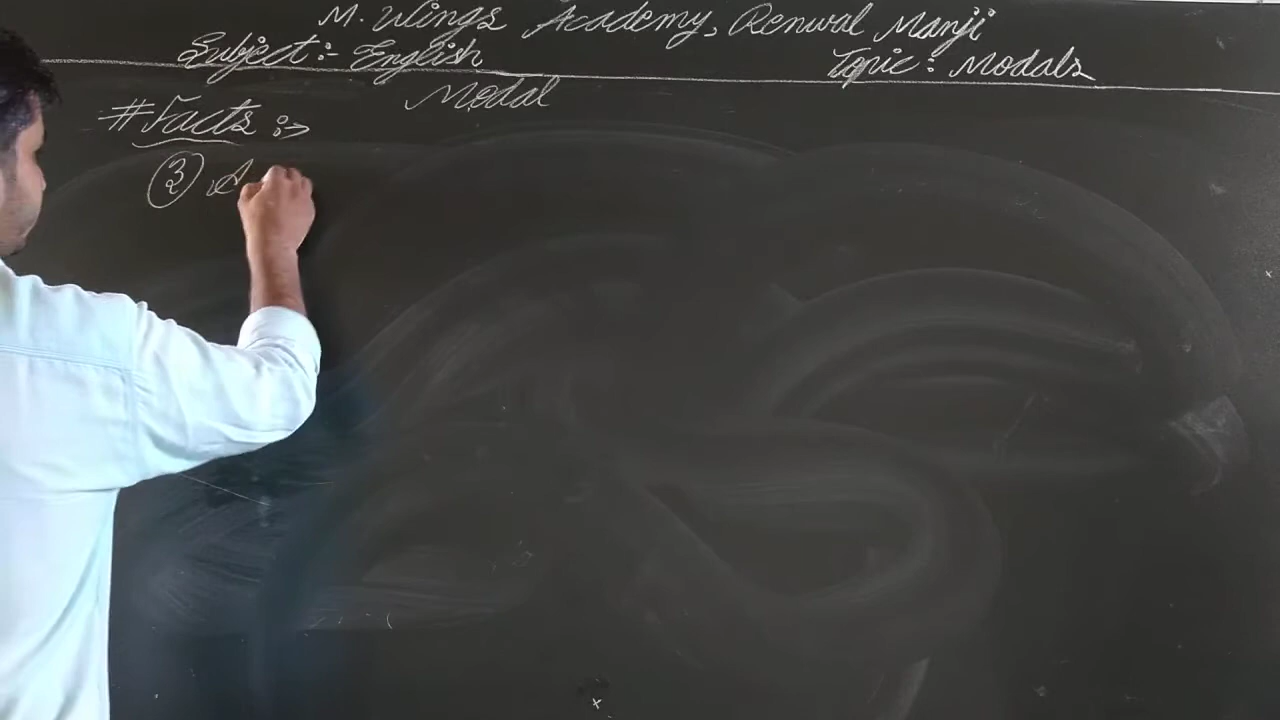 M. Wings Academy, Renwal Manji
Subject :- English Topic : Modals
Modal
# Facts :->
③ A